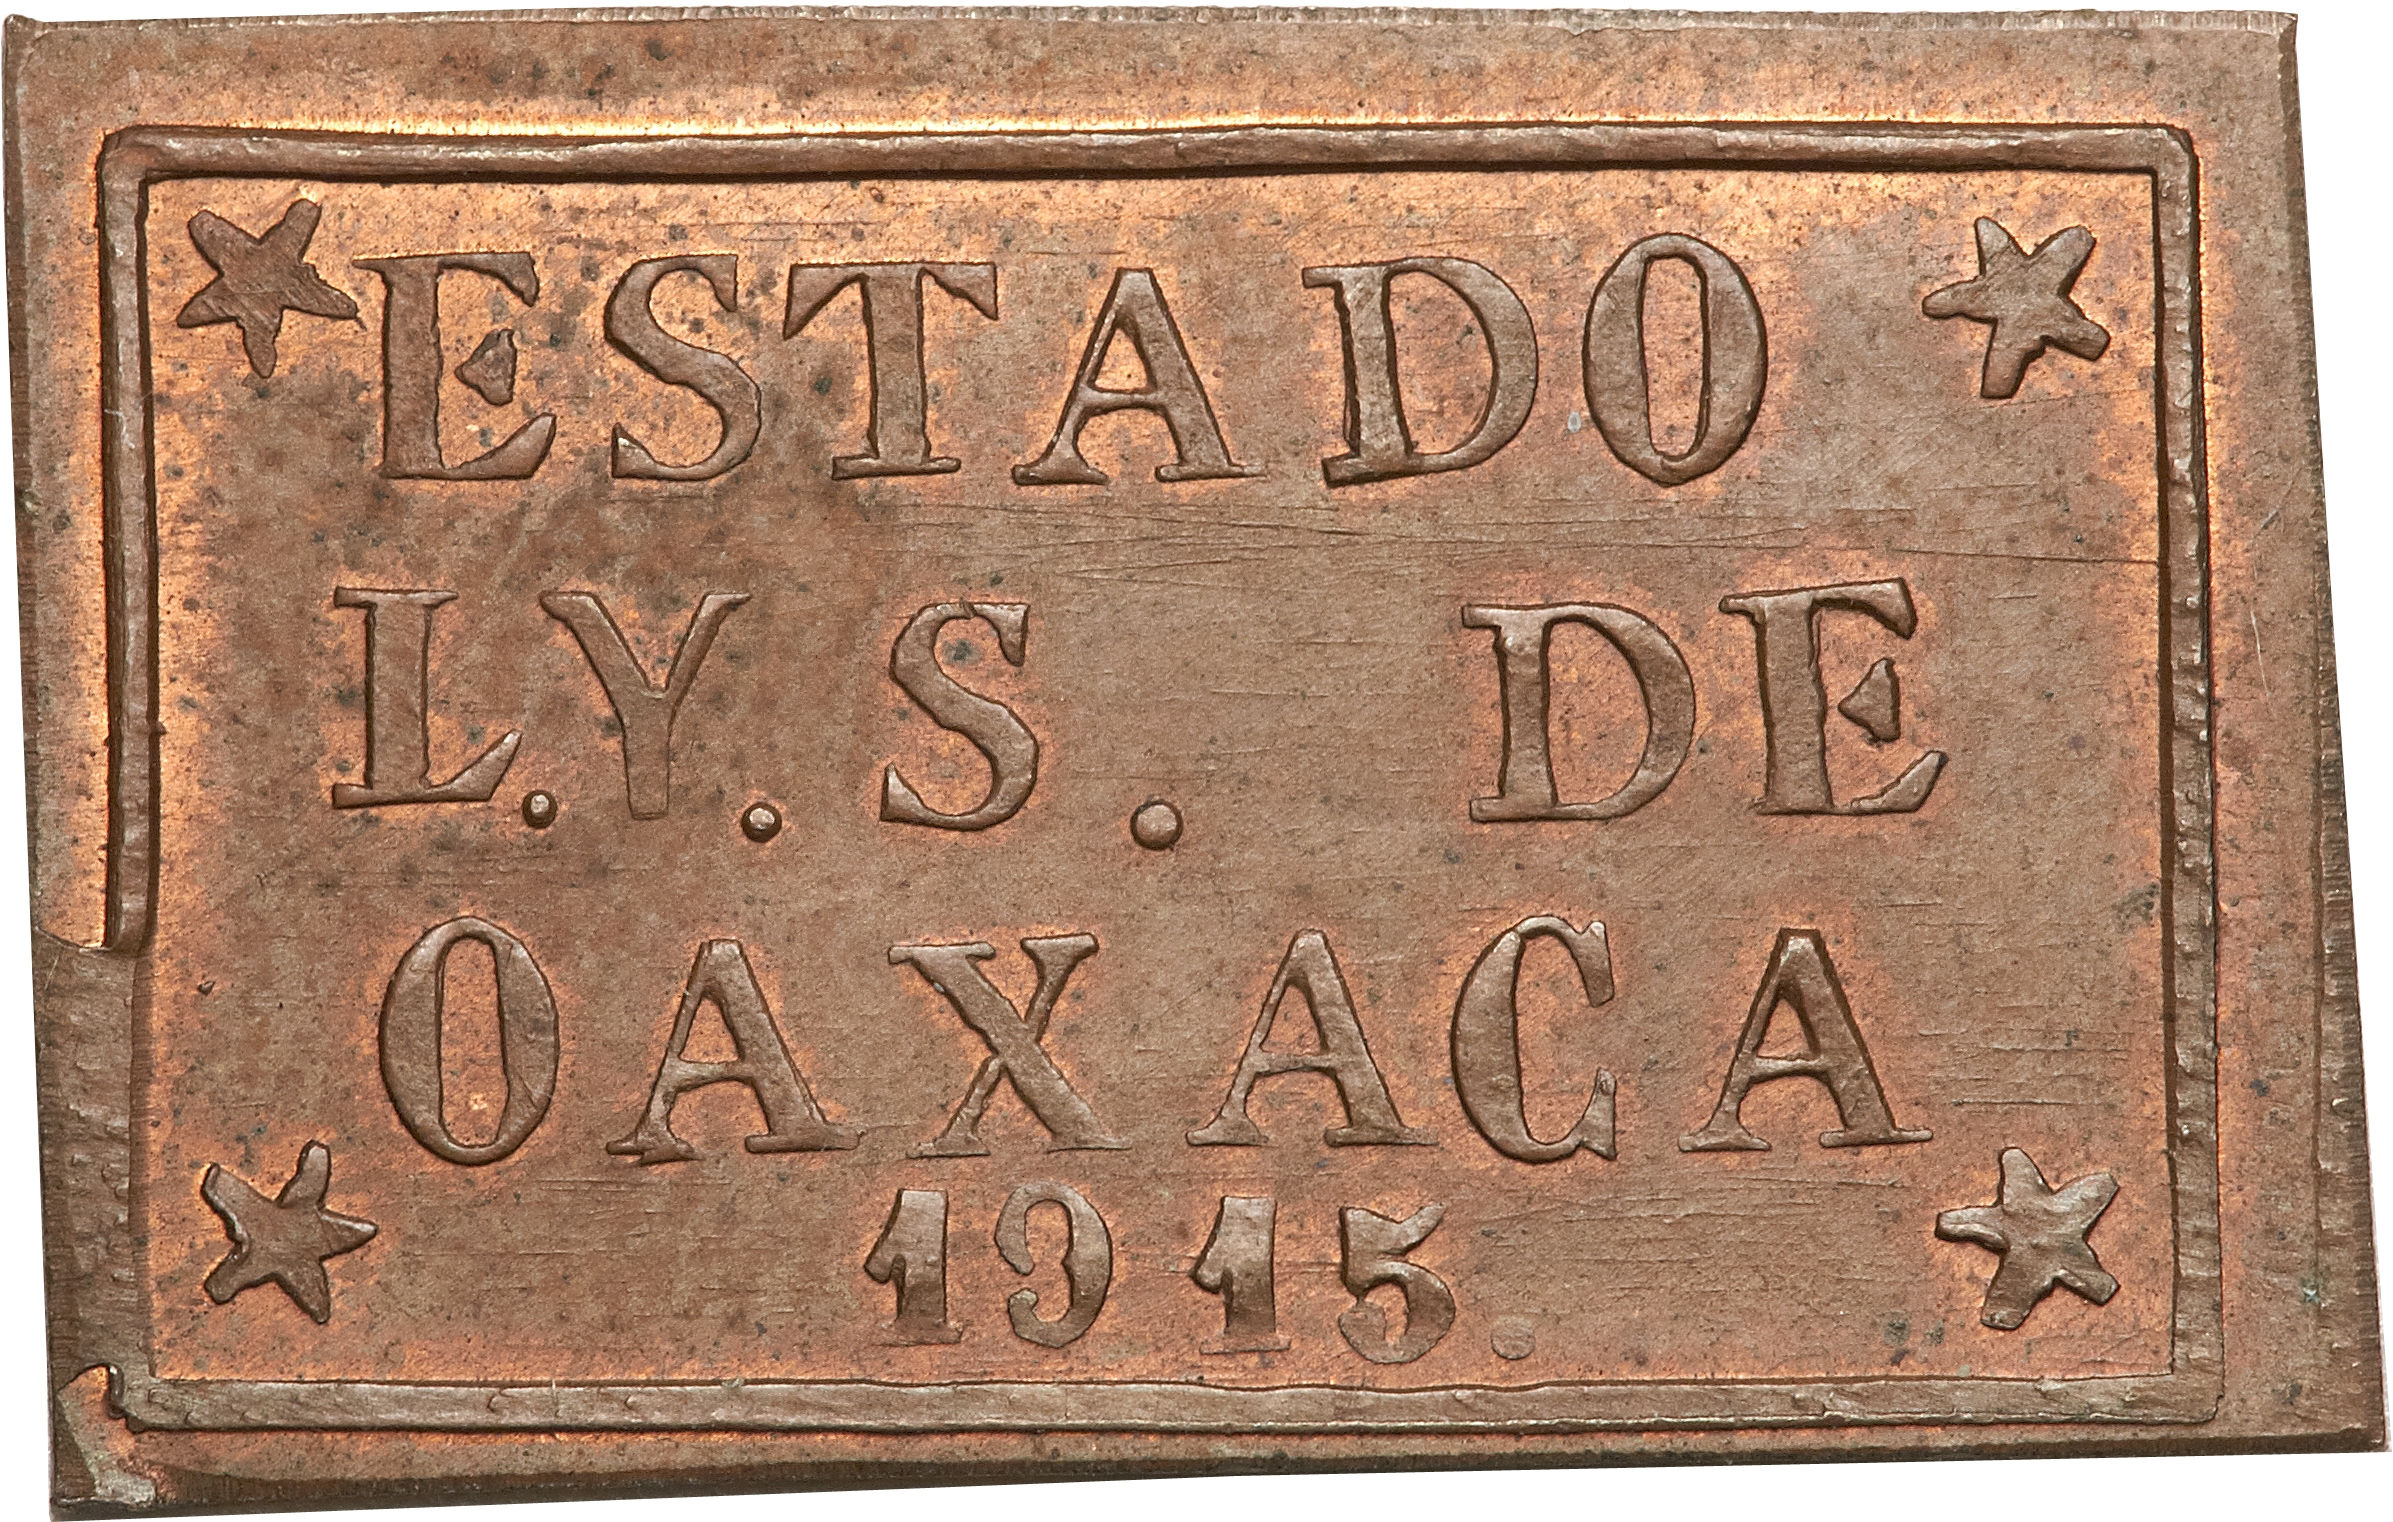 ESTADO
L.Y.S. DE
OAXACA
1915.